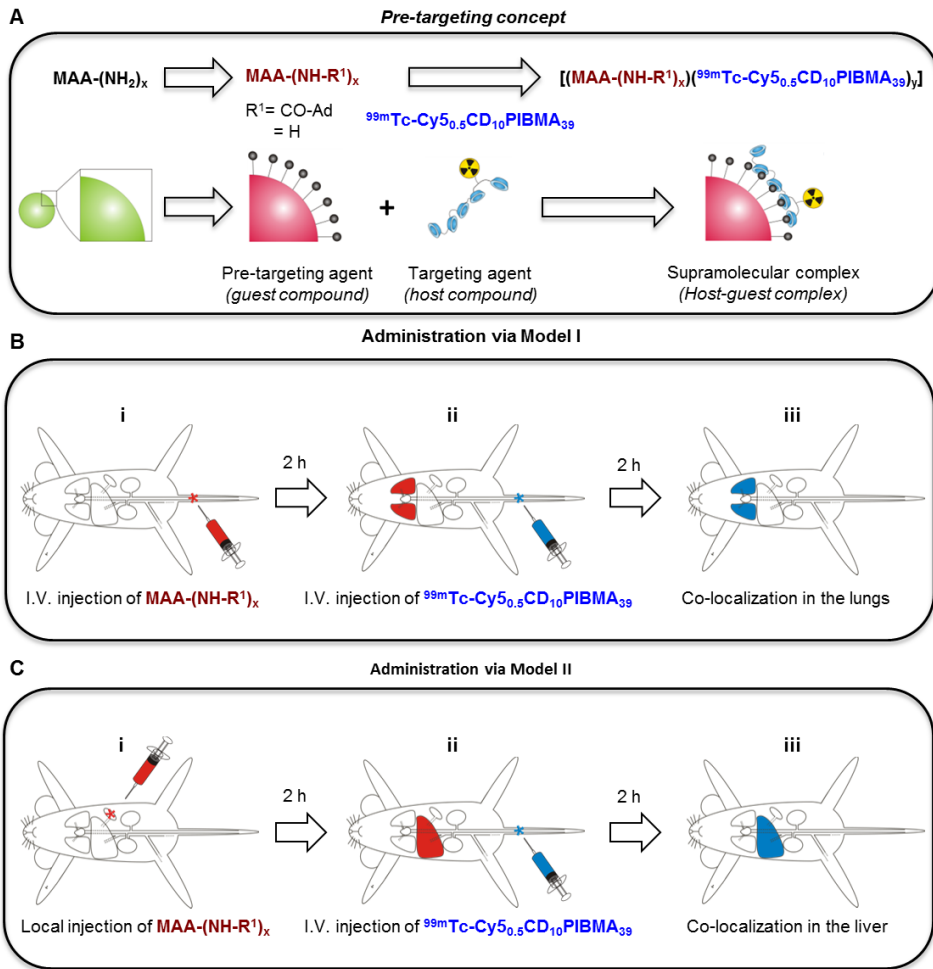 A
Pre-targeting concept
MAA-(NH₂)ₓ
MAA-(NH-R¹)ₓ
[(MAA-(NH-R¹)ₓ)(⁹⁹ᵐTc-Cy5₀.₅CD₁₀PIBMA₃₉)ᵧ]
R¹= CO-Ad
= H
⁹⁹ᵐTc-Cy5₀.₅CD₁₀PIBMA₃₉
+
Pre-targeting agent
(guest compound)
Targeting agent
(host compound)
Supramolecular complex
(Host-guest complex)
B
Administration via Model I
i
ii
iii
2 h
2 h
I.V. injection of MAA-(NH-R¹)ₓ
I.V. injection of ⁹⁹ᵐTc-Cy5₀.₅CD₁₀PIBMA₃₉
Co-localization in the lungs
C
Administration via Model II
i
ii
iii
2 h
2 h
Local injection of MAA-(NH-R¹)ₓ
I.V. injection of ⁹⁹ᵐTc-Cy5₀.₅CD₁₀PIBMA₃₉
Co-localization in the liver